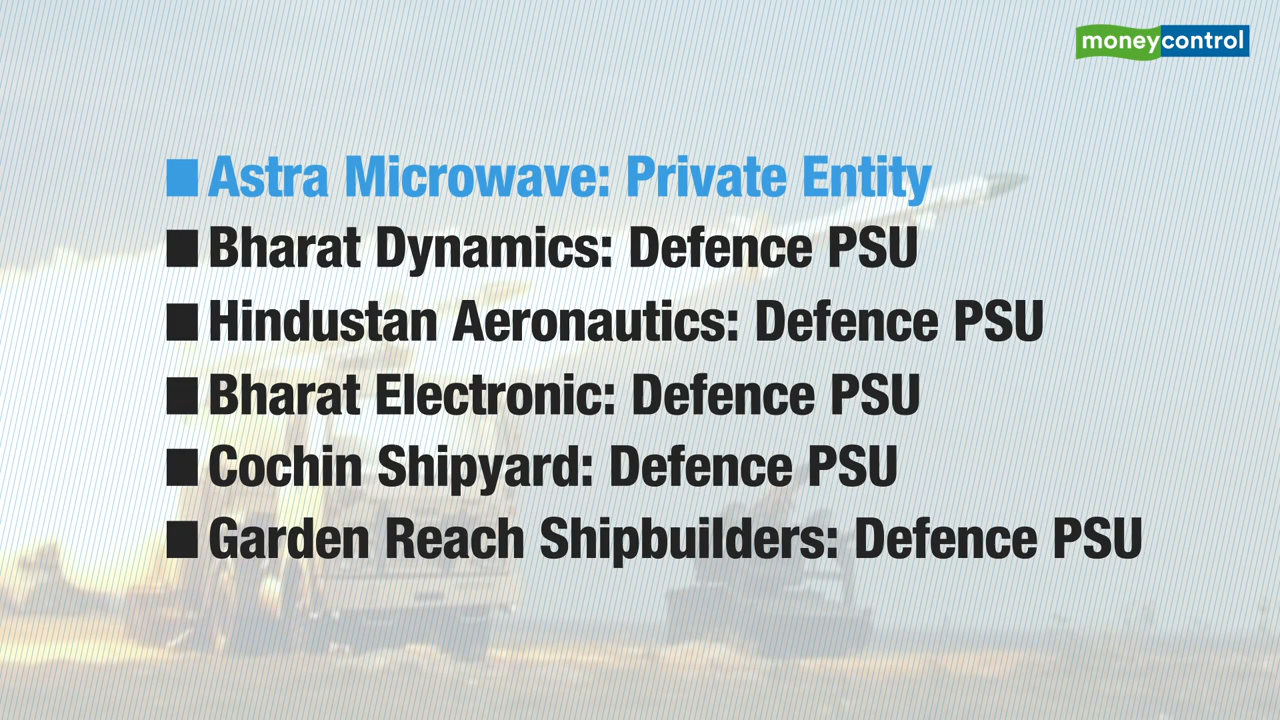 moneycontrol
Astra Microwave: Private Entity
Bharat Dynamics: Defence PSU
Hindustan Aeronautics: Defence PSU
Bharat Electronic: Defence PSU
Cochin Shipyard: Defence PSU
Garden Reach Shipbuilders: Defence PSU